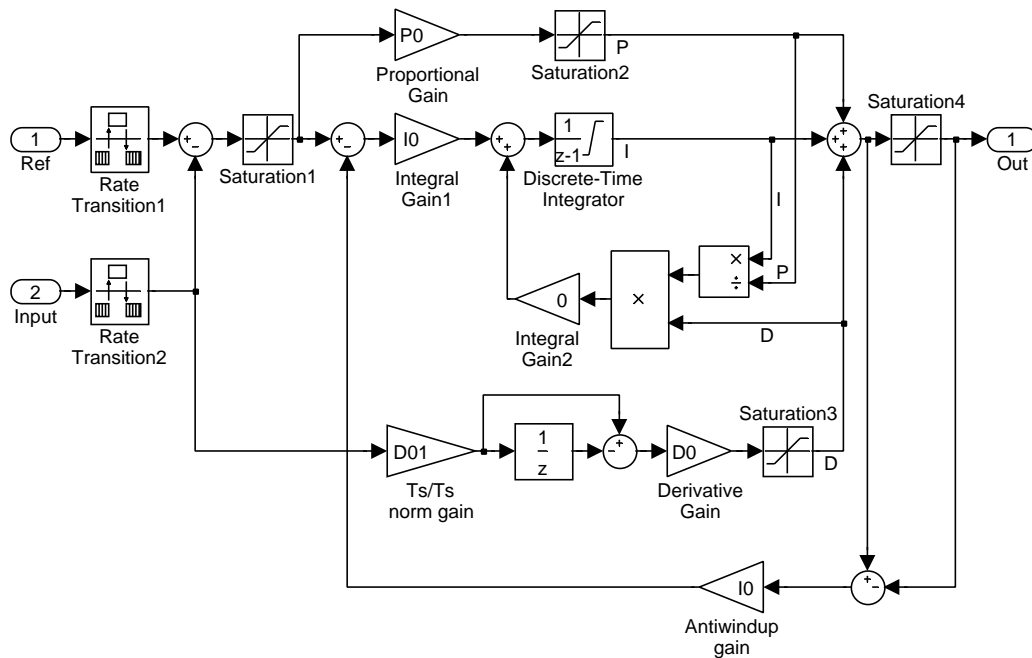 P0
P
Proportional
Gain
Saturation2
Saturation4
1
Ref
Rate
Transition1
+
−
Saturation1
+
−
I0
Integral
Gain1
+
+
1
z-1
I
Discrete-Time
Integrator
+
+
+
1
Out
I
×
÷
P
2
Input
Rate
Transition2
0
Integral
Gain2
×
D
D01
Ts/Ts
norm gain
1
z
+
−
D0
Derivative
Gain
Saturation3
D
I0
Antiwindup
gain
+
−